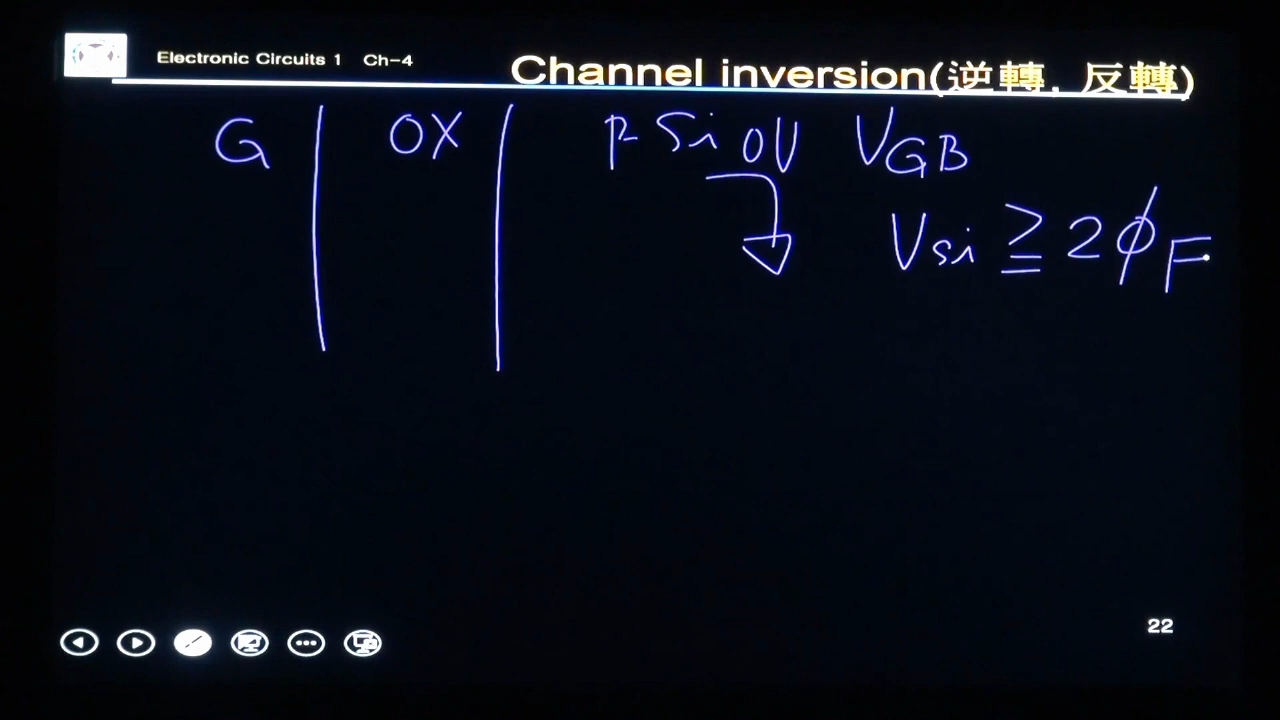 Electronic Circuits 1 Ch-4
Channel inversion(逆轉, 反轉)
G OX P Si 0V VGB
Vsi ≧ 2ϕF
22